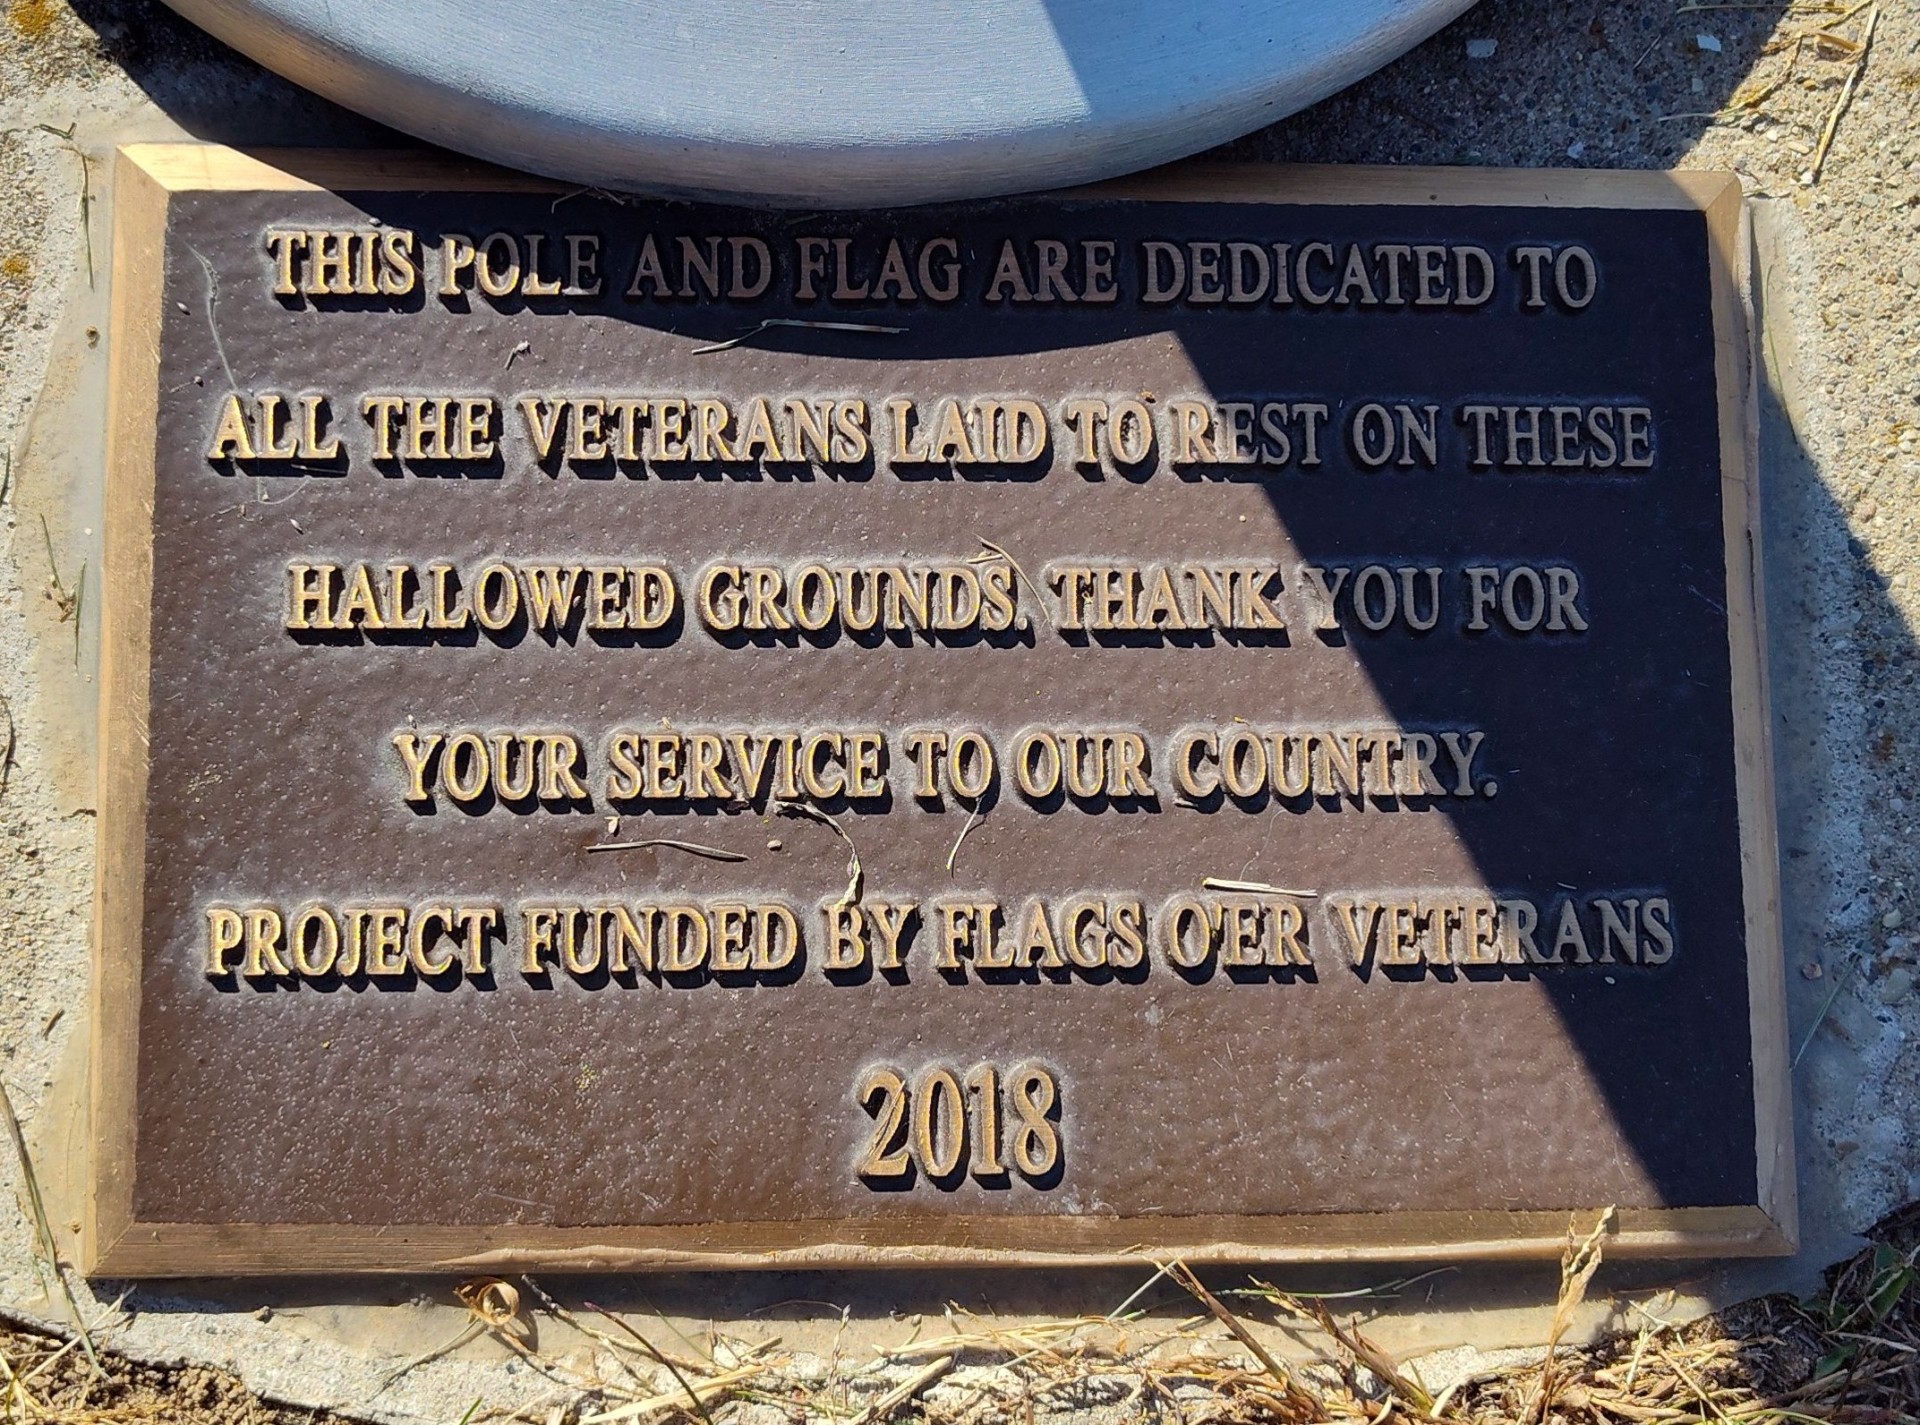 THIS POLE AND FLAG ARE DEDICATED TO
ALL THE VETERANS LAID TO REST ON THESE
HALLOWED GROUNDS. THANK YOU FOR
YOUR SERVICE TO OUR COUNTRY.
PROJECT FUNDED BY FLAGS O'ER VETERANS
2018